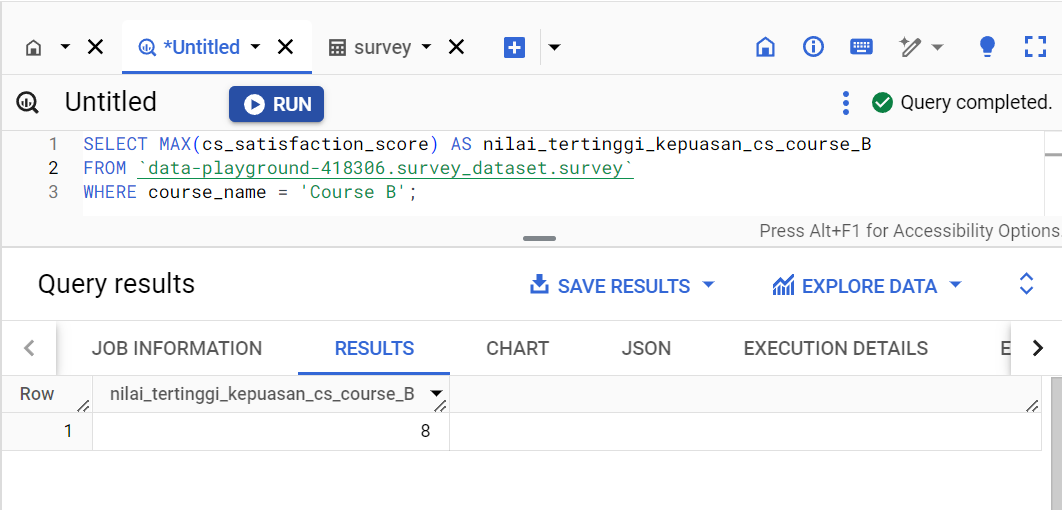 *Untitled
survey
Untitled
RUN
Query completed.
1 SELECT MAX(cs_satisfaction_score) AS nilai_tertinggi_kepuasan_cs_course_B
2 FROM `data-playground-418306.survey_dataset.survey`
3 WHERE course_name = 'Course B';
Press Alt+F1 for Accessibility Options.
Query results
SAVE RESULTS
EXPLORE DATA
JOB INFORMATION
RESULTS
CHART
JSON
EXECUTION DETAILS
E
Row
nilai_tertinggi_kepuasan_cs_course_B
1
8